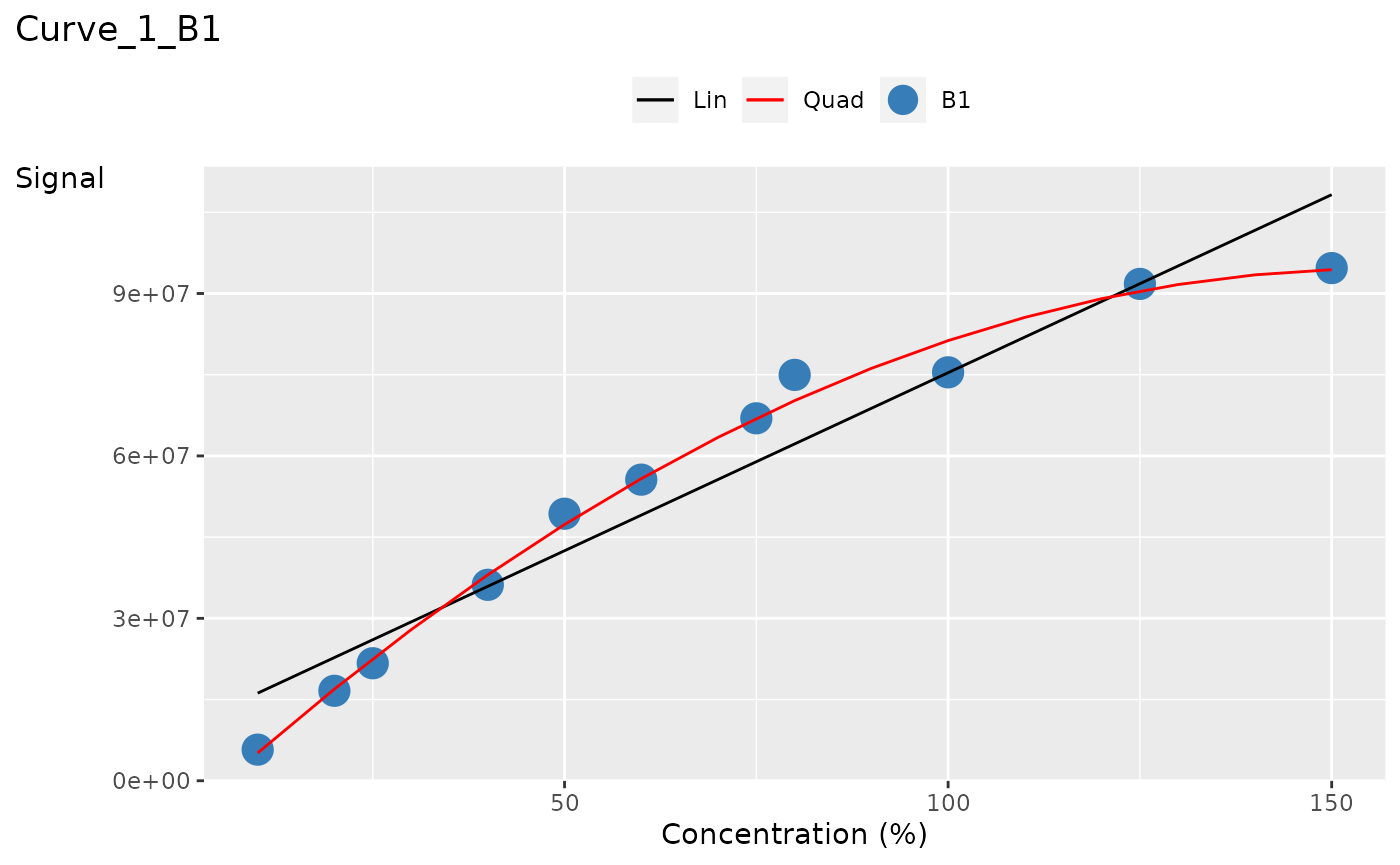 Curve_1_B1
Lin Quad B1
Signal
9e+07
6e+07
3e+07
0e+00
50 100 150
Concentration (%)